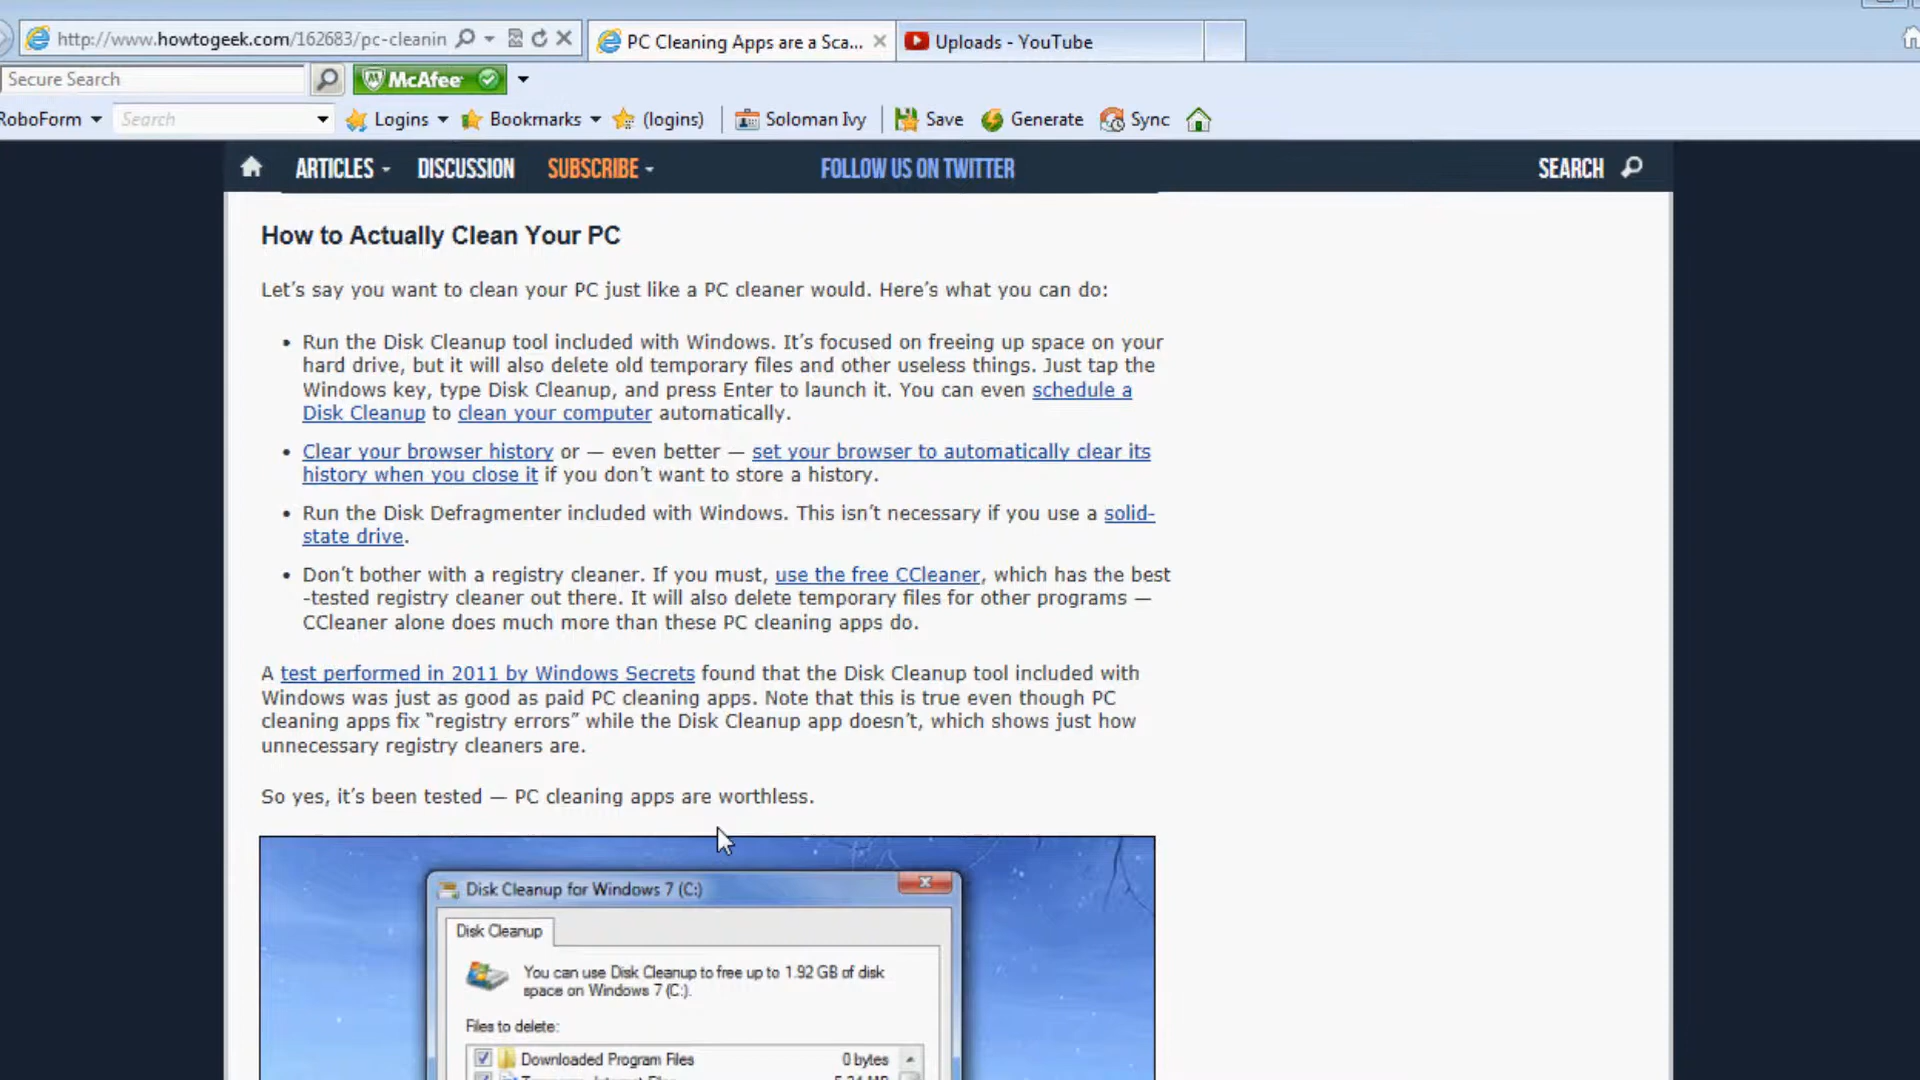 http://www.howtogeek.com/162683/pc-cleanin
PC Cleaning Apps are a Sca...
Uploads - YouTube
Secure Search
McAfee
RoboForm
Search
Logins
Bookmarks
(logins)
Soloman Ivy
Save
Generate
Sync
ARTICLES
DISCUSSION
SUBSCRIBE
FOLLOW US ON TWITTER
SEARCH
How to Actually Clean Your PC
Let's say you want to clean your PC just like a PC cleaner would. Here's what you can do:
• Run the Disk Cleanup tool included with Windows. It's focused on freeing up space on your
hard drive, but it will also delete old temporary files and other useless things. Just tap the
Windows key, type Disk Cleanup, and press Enter to launch it. You can even schedule a
Disk Cleanup to clean your computer automatically.
• Clear your browser history or — even better — set your browser to automatically clear its
history when you close it if you don't want to store a history.
• Run the Disk Defragmenter included with Windows. This isn't necessary if you use a solid-
state drive.
• Don't bother with a registry cleaner. If you must, use the free CCleaner, which has the best
-tested registry cleaner out there. It will also delete temporary files for other programs —
CCleaner alone does much more than these PC cleaning apps do.
A test performed in 2011 by Windows Secrets found that the Disk Cleanup tool included with
Windows was just as good as paid PC cleaning apps. Note that this is true even though PC
cleaning apps fix “registry errors” while the Disk Cleanup app doesn't, which shows just how
unnecessary registry cleaners are.
So yes, it's been tested — PC cleaning apps are worthless.
Disk Cleanup for Windows 7 (C:)
Disk Cleanup
You can use Disk Cleanup to free up to 1.92 GB of disk
space on Windows 7 (C:).
Files to delete:
Downloaded Program Files 0 bytes